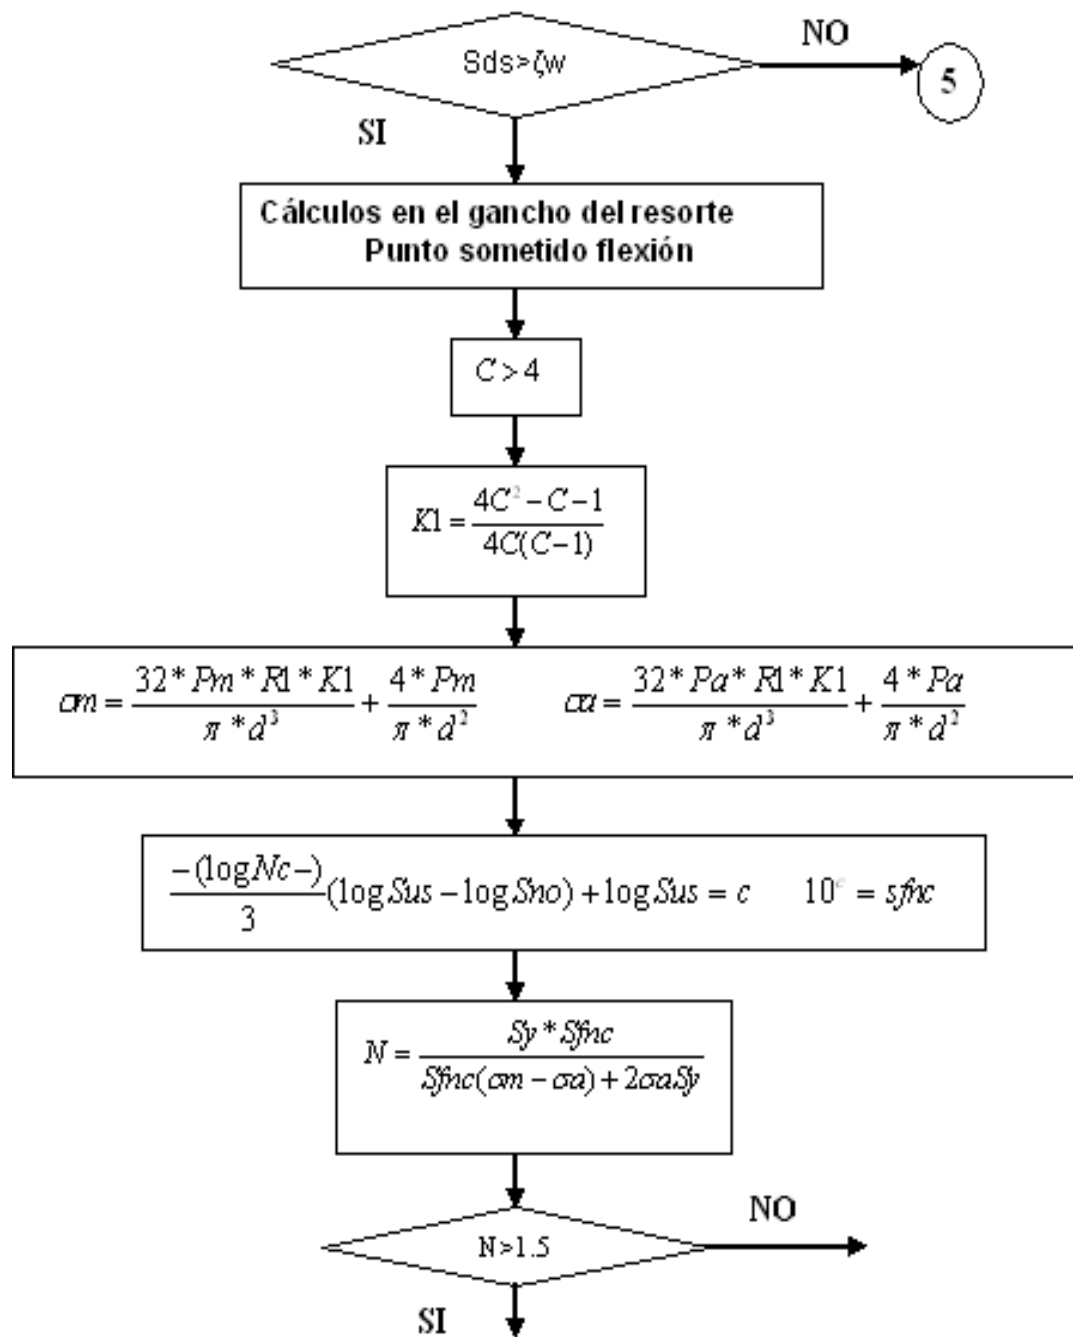 Sds>ζw
NO
5
SI
Cálculos en el gancho del resorte
Punto sometido flexión
C > 4
K1 = (4C² − C − 1) / (4C(C − 1))
σm = (32 * Pm * R1 * K1) / (π * d³) + (4 * Pm) / (π * d²)    σa = (32 * Pa * R1 * K1) / (π * d³) + (4 * Pa) / (π * d²)
(−(log Nc −) / 3)(log Sus − log Sno) + log Sus = c    10ᶜ = sfnc
N = (Sy * Sfnc) / (Sfnc(σm − σa) + 2σaSy)
NO
N>1.5
SI